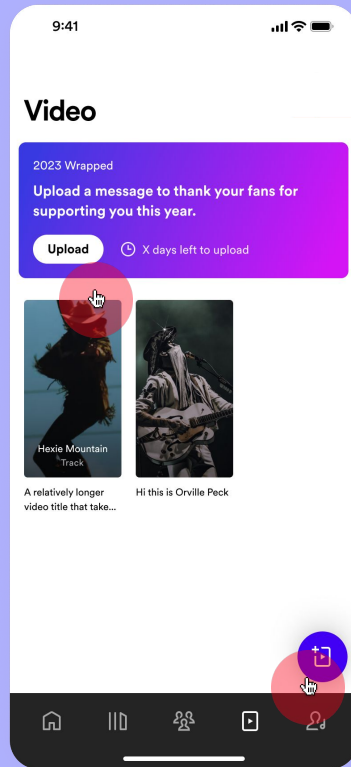 9:41
Video
2023 Wrapped
Upload a message to thank your fans for
supporting you this year.
Upload
X days left to upload
Hexie Mountain
Track
A relatively longer
video title that take...
Hi this is Orville Peck